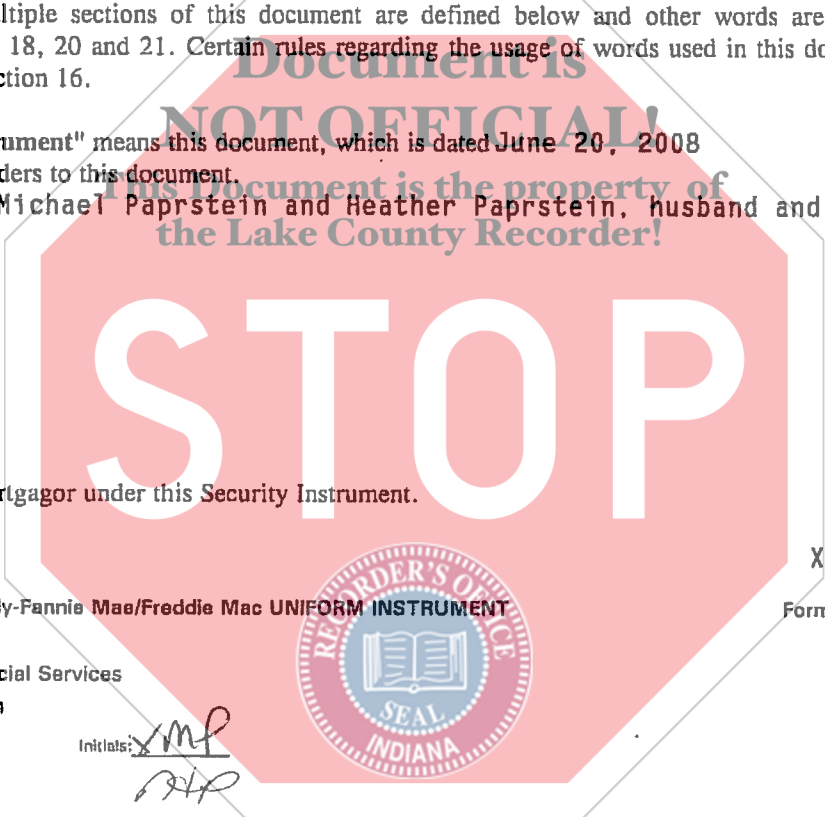 ltiple sections of this document are defined below and other words are
18, 20 and 21. Certain rules regarding the usage of words used in this do
ction 16.
Document is
NOT OFFICIAL!
ument" means this document, which is dated June 20, 2008
ders to this document.
This Document is the property of
Michael Paprstein and Heather Paprstein, husband and
the Lake County Recorder!
STOP
rtgagor under this Security Instrument.
X
y-Fannie Mae/Freddie Mac UNIFORM INSTRUMENT
Form
cial Services
RECORDER'S OFFICE
SEAL
INDIANA
Initials: XMP
HP